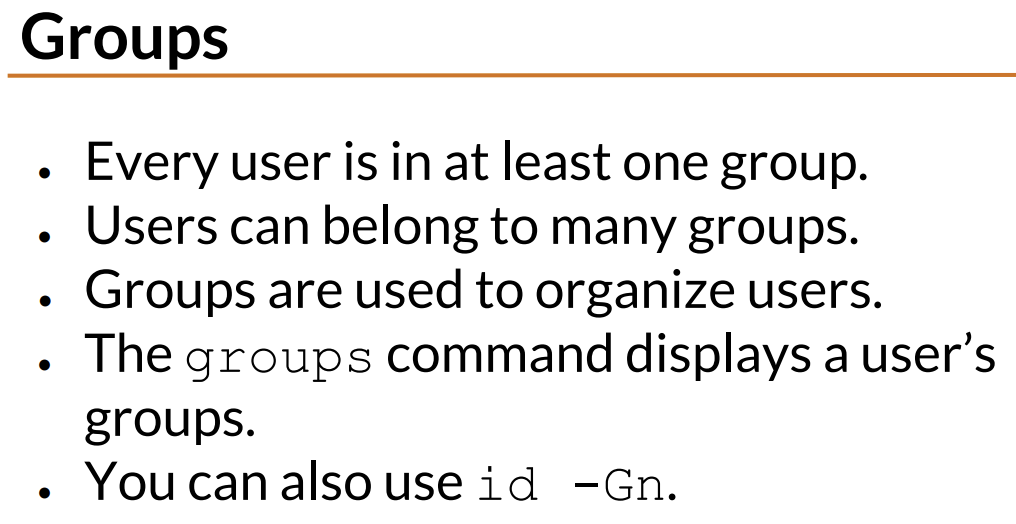 Groups
• Every user is in at least one group.
• Users can belong to many groups.
• Groups are used to organize users.
• The groups command displays a user’s
groups.
• You can also use id -Gn.